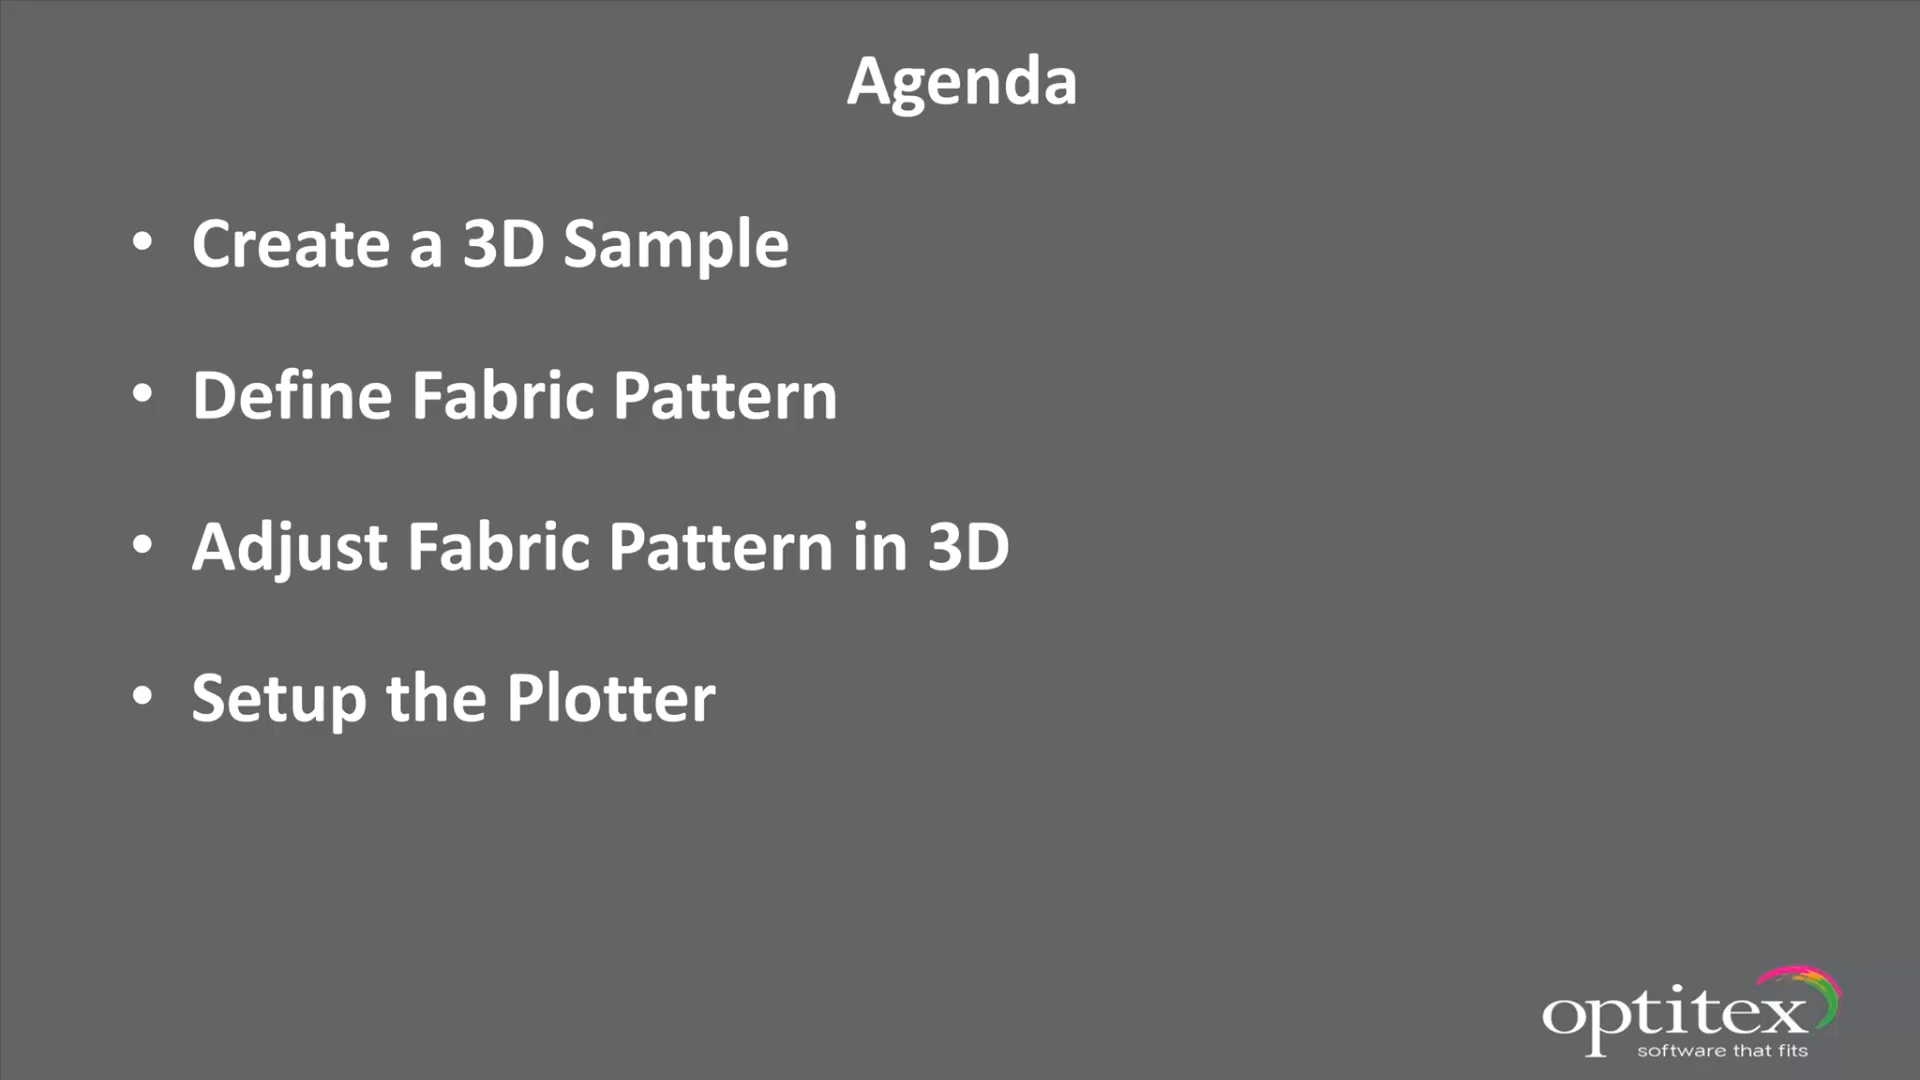 Agenda
• Create a 3D Sample
• Define Fabric Pattern
• Adjust Fabric Pattern in 3D
• Setup the Plotter
optitex
software that fits